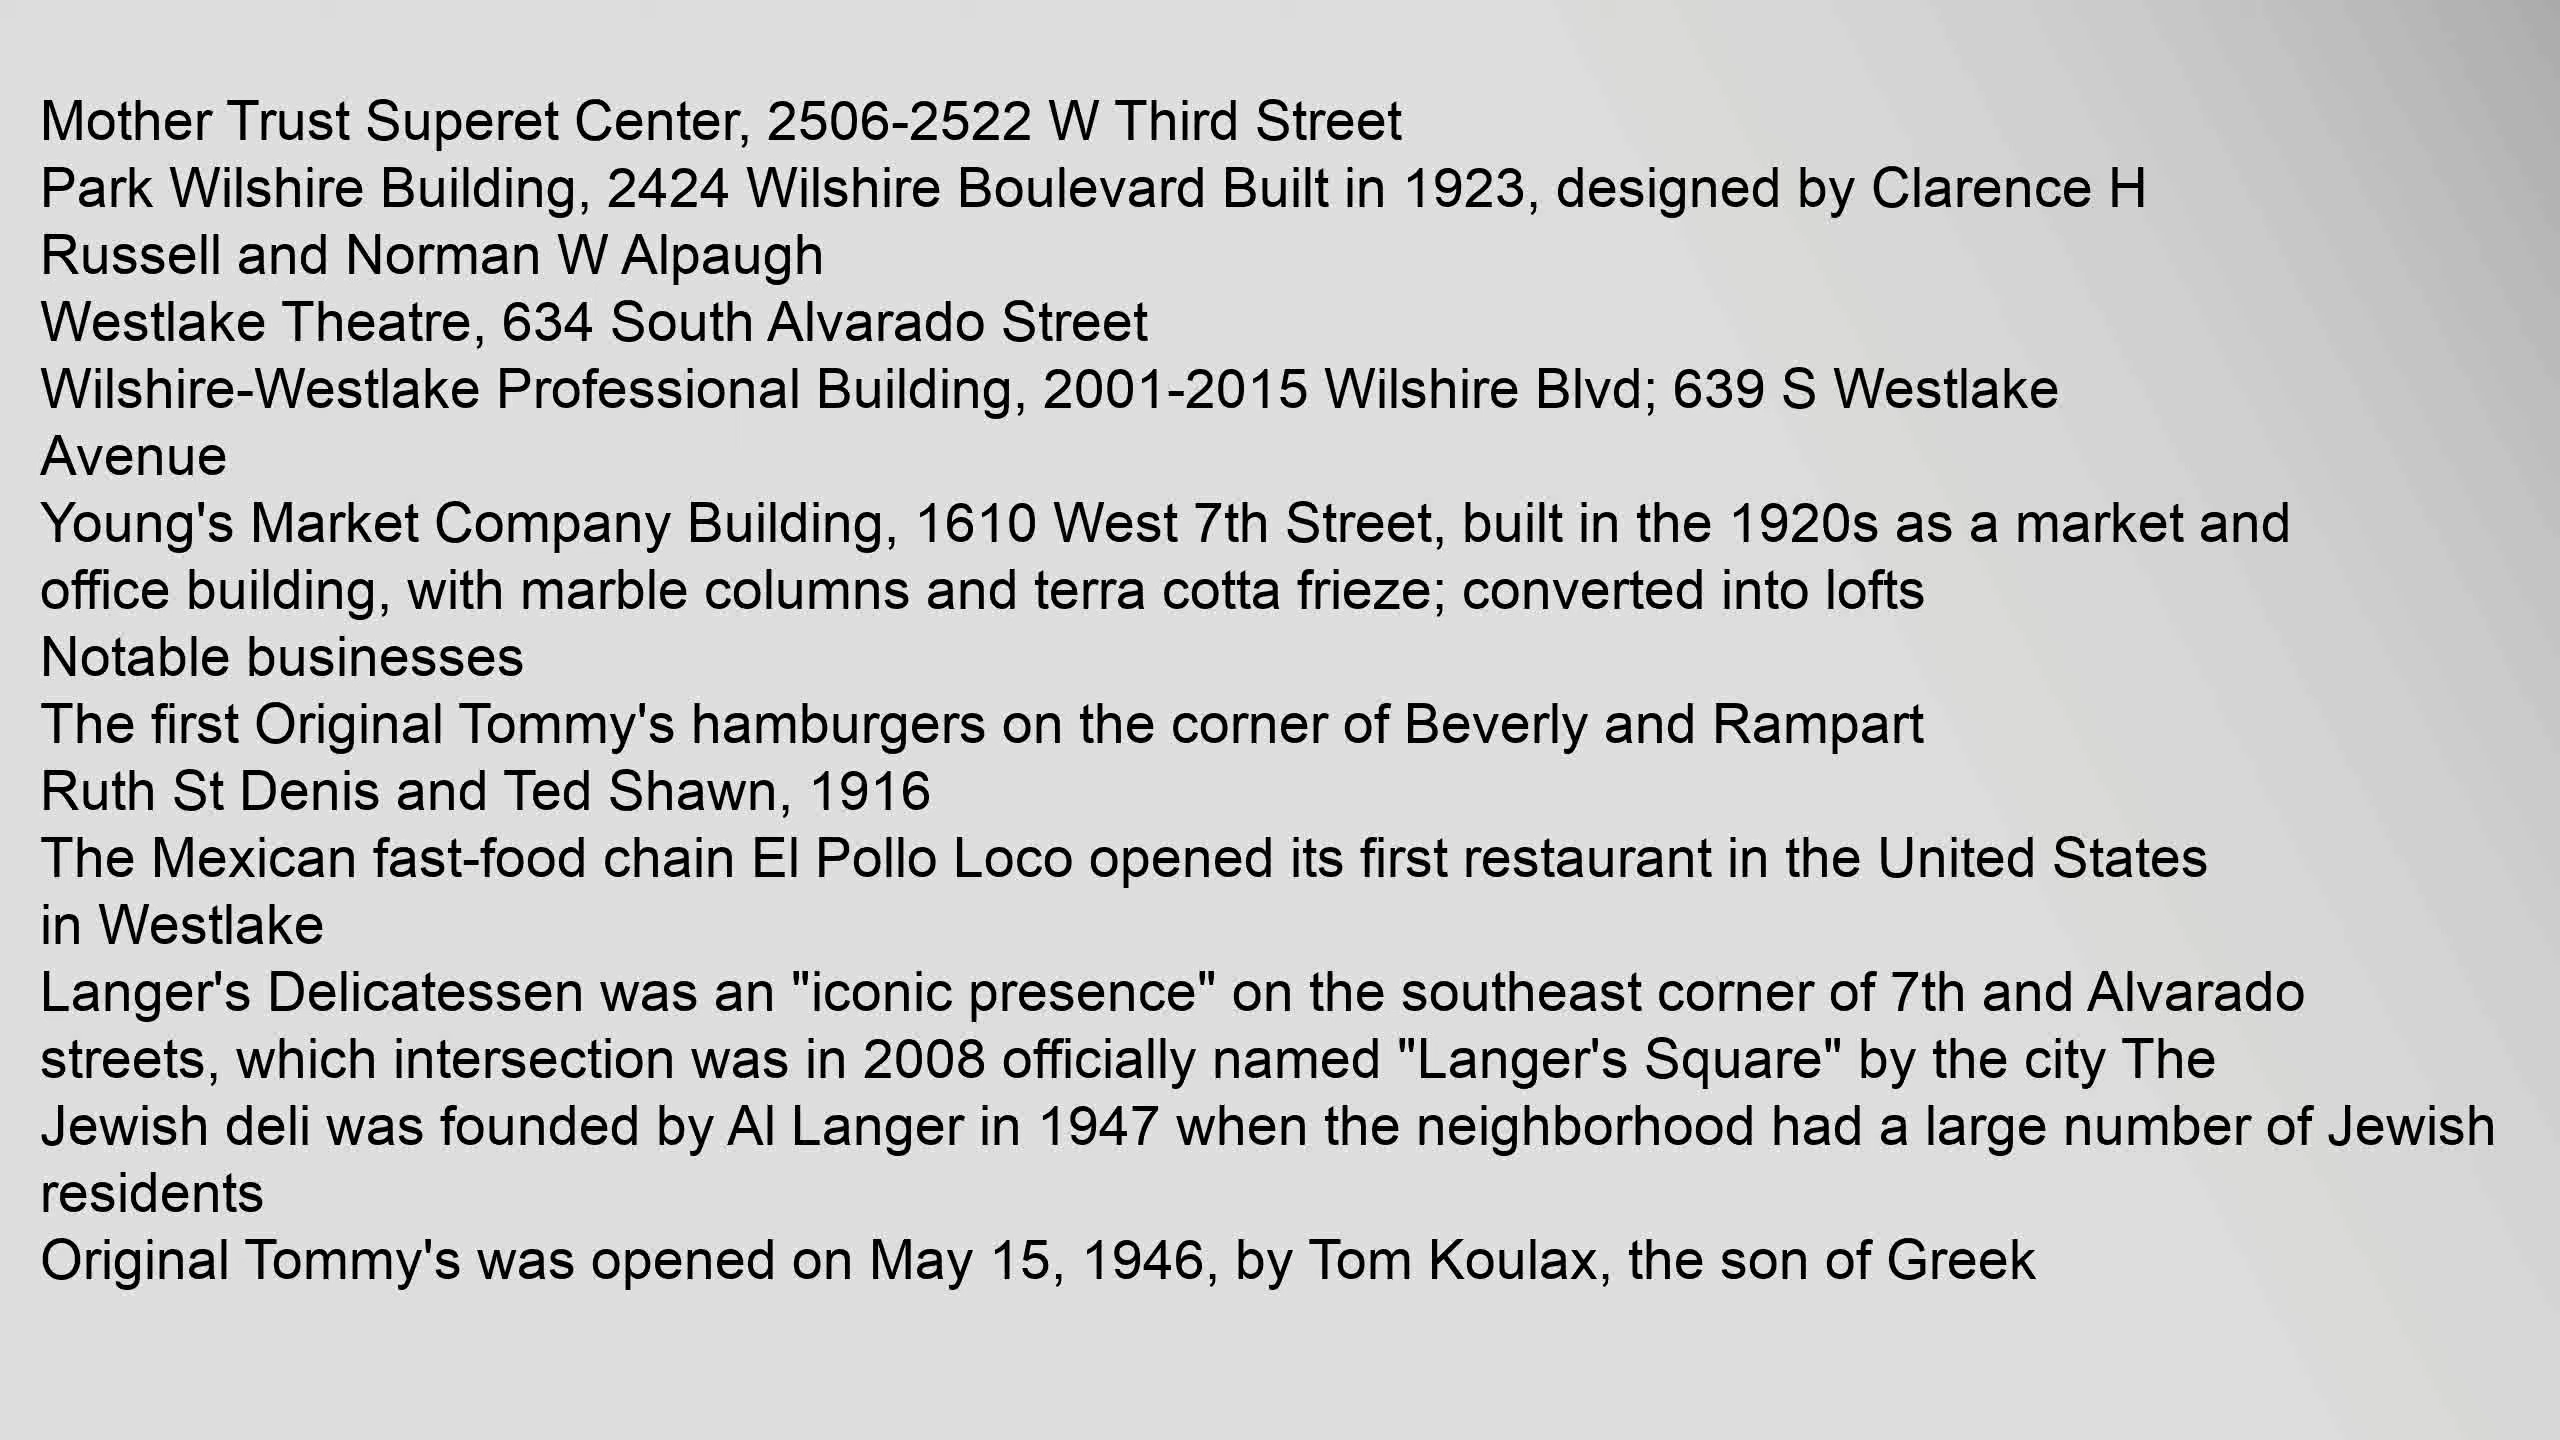 Mother Trust Superet Center, 2506-2522 W Third Street
Park Wilshire Building, 2424 Wilshire Boulevard Built in 1923, designed by Clarence H
Russell and Norman W Alpaugh
Westlake Theatre, 634 South Alvarado Street
Wilshire-Westlake Professional Building, 2001-2015 Wilshire Blvd; 639 S Westlake
Avenue
Young's Market Company Building, 1610 West 7th Street, built in the 1920s as a market and
office building, with marble columns and terra cotta frieze; converted into lofts
Notable businesses
The first Original Tommy's hamburgers on the corner of Beverly and Rampart
Ruth St Denis and Ted Shawn, 1916
The Mexican fast-food chain El Pollo Loco opened its first restaurant in the United States
in Westlake
Langer's Delicatessen was an "iconic presence" on the southeast corner of 7th and Alvarado
streets, which intersection was in 2008 officially named "Langer's Square" by the city The
Jewish deli was founded by Al Langer in 1947 when the neighborhood had a large number of Jewish
residents
Original Tommy's was opened on May 15, 1946, by Tom Koulax, the son of Greek